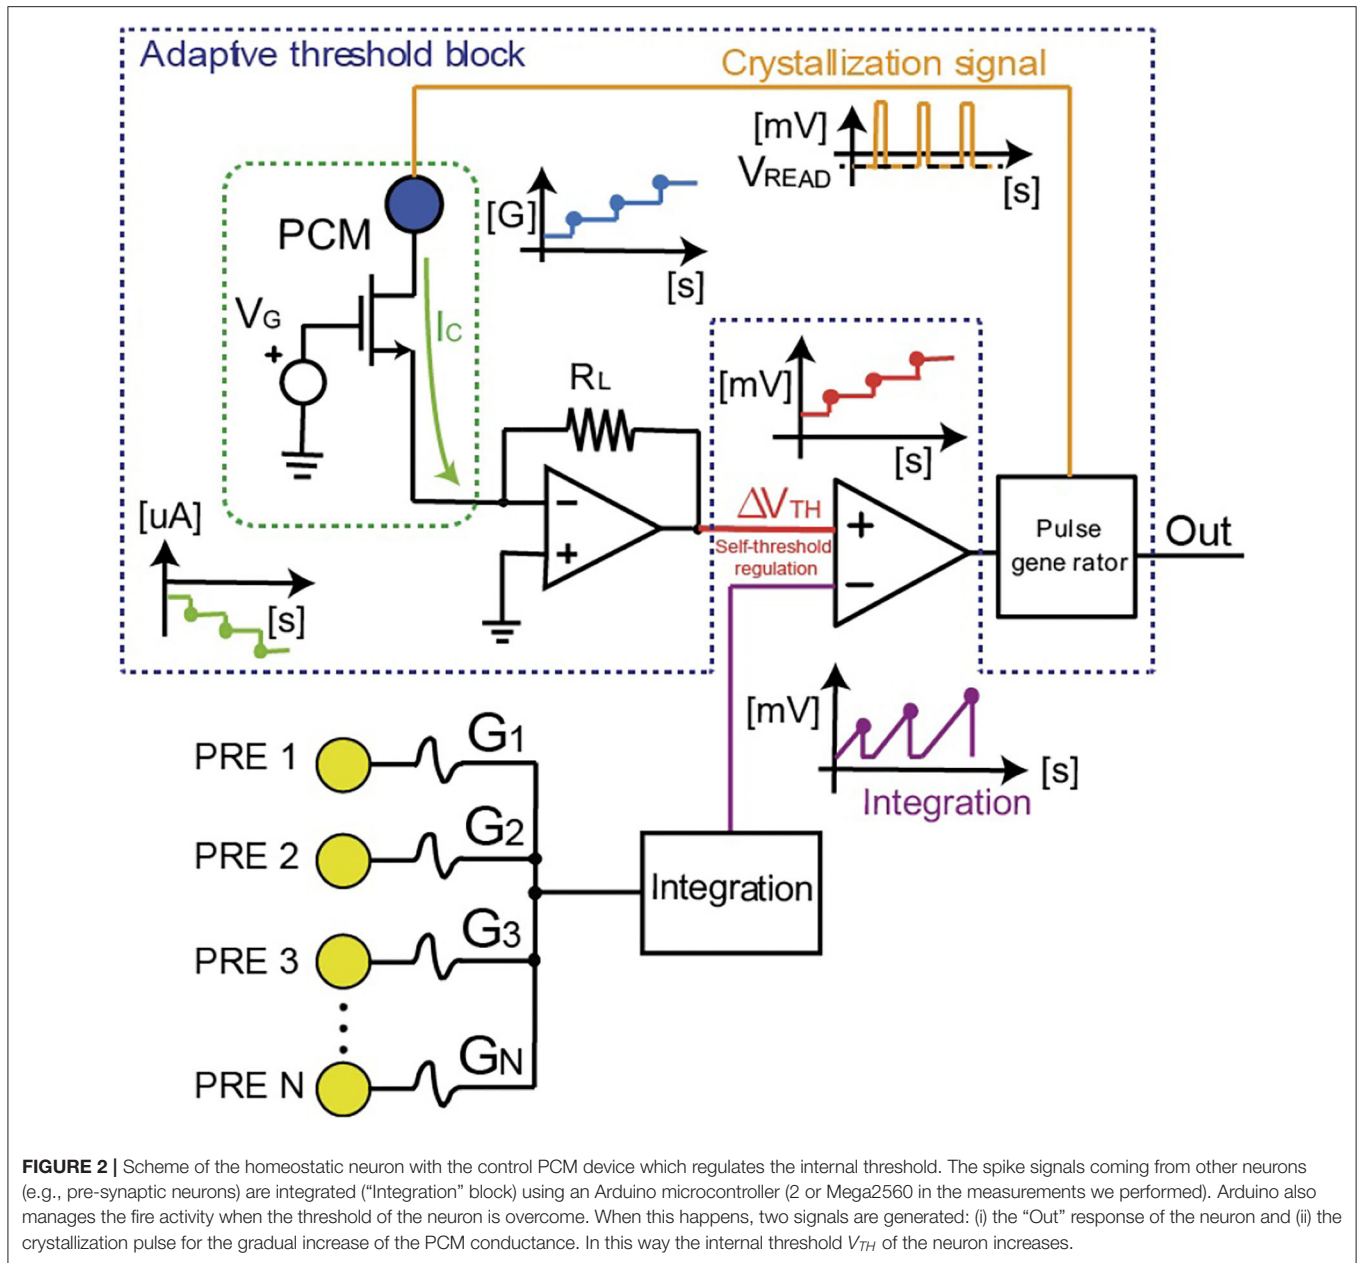 Adaptive threshold block
Crystallization signal
[mV]
VREAD
[s]
[G]
[s]
PCM
VG
+
IC
RL
[mV]
[s]
[uA]
[s]
−
+
ΔVTH
Self-threshold
regulation
+
−
Pulse
gene rator
Out
[mV]
[s]
Integration
PRE 1
G1
PRE 2
G2
Integration
PRE 3
G3
PRE N
GN
FIGURE 2 | Scheme of the homeostatic neuron with the control PCM device which regulates the internal threshold. The spike signals coming from other neurons
(e.g., pre-synaptic neurons) are integrated (“Integration” block) using an Arduino microcontroller (2 or Mega2560 in the measurements we performed). Arduino also
manages the fire activity when the threshold of the neuron is overcome. When this happens, two signals are generated: (i) the “Out” response of the neuron and (ii) the
crystallization pulse for the gradual increase of the PCM conductance. In this way the internal threshold VTH of the neuron increases.